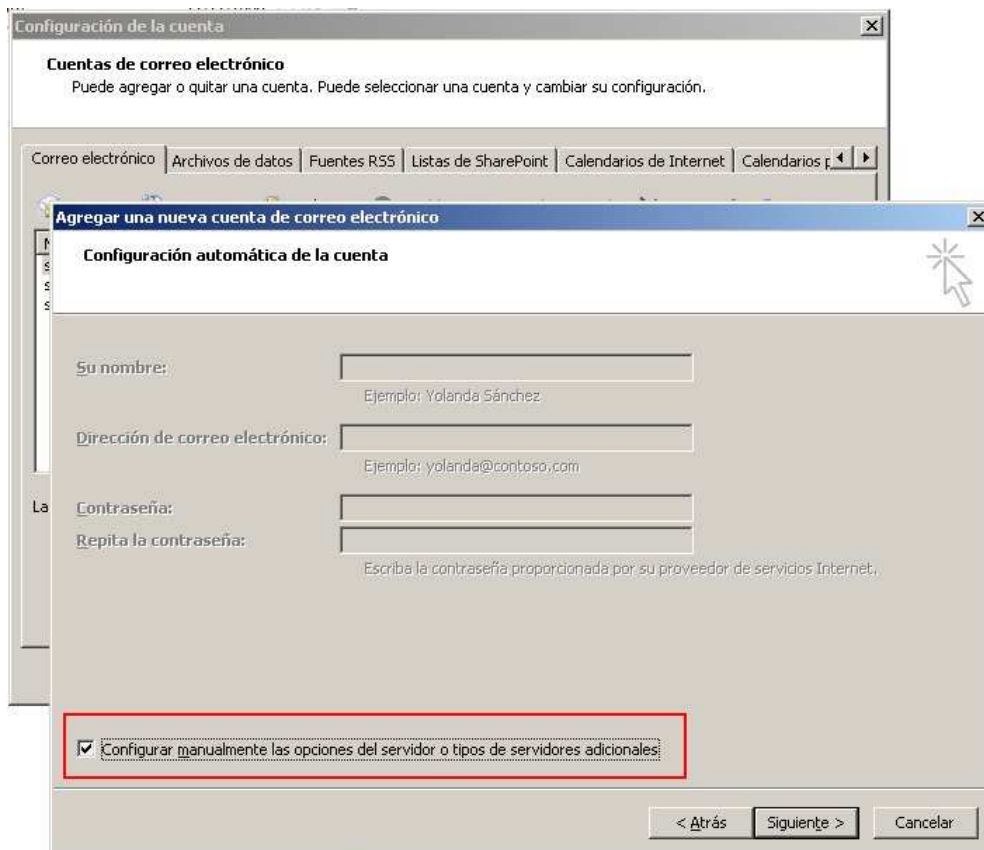 Configuración de la cuenta
Cuentas de correo electrónico
Puede agregar o quitar una cuenta. Puede seleccionar una cuenta y cambiar su configuración.
Correo electrónico Archivos de datos Fuentes RSS Listas de SharePoint Calendarios de Internet Calendarios
Agregar una nueva cuenta de correo electrónico
Configuración automática de la cuenta
Su nombre:
Ejemplo: Yolanda Sánchez
Dirección de correo electrónico:
Ejemplo: yolanda@contoso.com
La
Contraseña:
Repita la contraseña:
Escriba la contraseña proporcionada por su proveedor de servicios Internet.
Configurar manualmente las opciones del servidor o tipos de servidores adicionales
< Atrás Siguiente > Cancelar